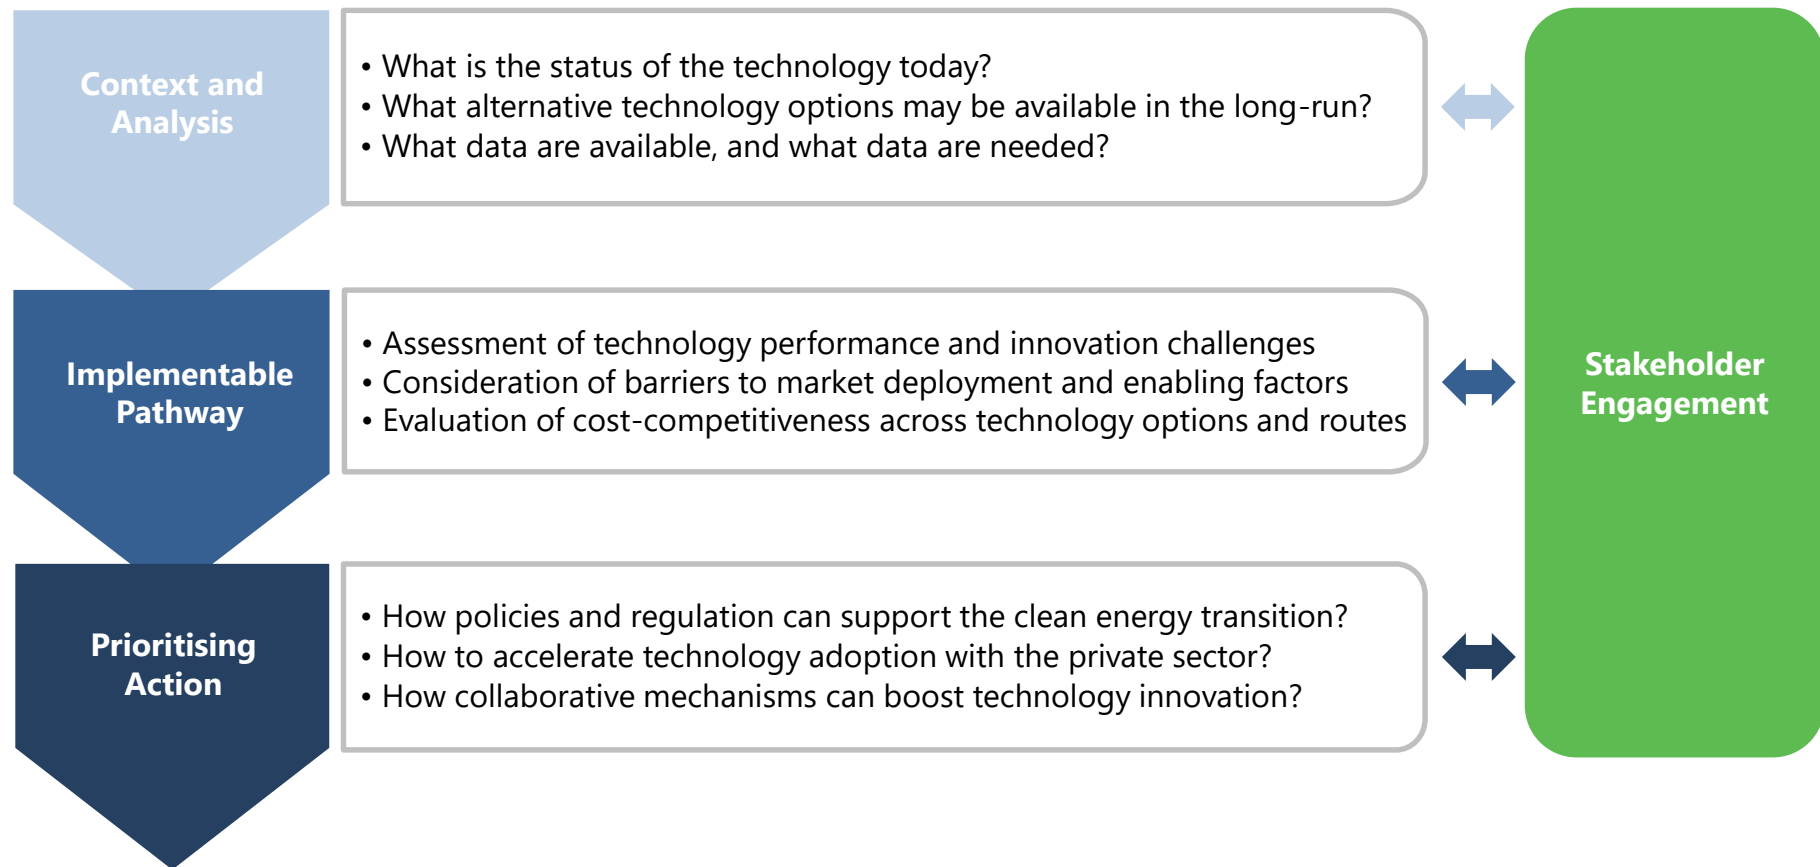 Context and
Analysis
• What is the status of the technology today?
• What alternative technology options may be available in the long-run?
• What data are available, and what data are needed?
Implementable
Pathway
• Assessment of technology performance and innovation challenges
• Consideration of barriers to market deployment and enabling factors
• Evaluation of cost-competitiveness across technology options and routes
Prioritising
Action
• How policies and regulation can support the clean energy transition?
• How to accelerate technology adoption with the private sector?
• How collaborative mechanisms can boost technology innovation?
Stakeholder
Engagement